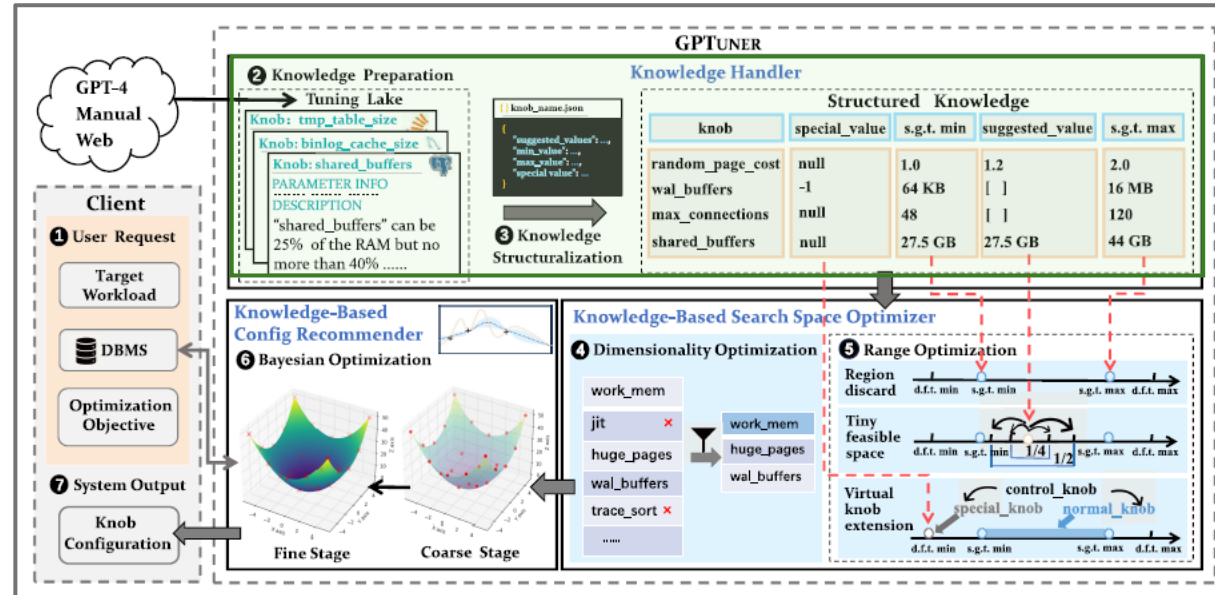 GPTUNER
GPT-4
Manual
Web
❷ Knowledge Preparation
Tuning Lake
Knob: tmp_table_size
Knob: binlog_cache_size
Knob: shared_buffers
PARAMETER INFO
DESCRIPTION
"shared_buffers" can be
25% of the RAM but no
more than 40% ......
Knowledge Handler
{ } knob_name.json
{
"suggested_values": ...,
"min_value": ...,
"max_value": ...,
"special value": ...
}
❸ Knowledge
Structuralization
Structured Knowledge
knob special_value s.g.t. min suggested_value s.g.t. max
random_page_cost null 1.0 1.2 2.0
wal_buffers -1 64 KB [ ] 16 MB
max_connections null 48 [ ] 120
shared_buffers null 27.5 GB 27.5 GB 44 GB
Client
❶ User Request
Target
Workload
DBMS
Optimization
Objective
❼ System Output
Knob
Configuration
Knowledge-Based
Config Recommender
❻ Bayesian Optimization
Fine Stage
Coarse Stage
Knowledge-Based Search Space Optimizer
❹ Dimensionality Optimization
work_mem
jit ×
huge_pages
wal_buffers
trace_sort ×
......
work_mem
huge_pages
wal_buffers
❺ Range Optimization
Region
discard
d.f.t. min s.g.t. min s.g.t. max d.f.t. max
Tiny
feasible
space
d.f.t. min s.g.t. min 1/4 1/2 s.g.t. max d.f.t. max
Virtual
knob
extension
control_knob
special_knob normal_knob
d.f.t. min s.g.t. min s.g.t. max d.f.t. max